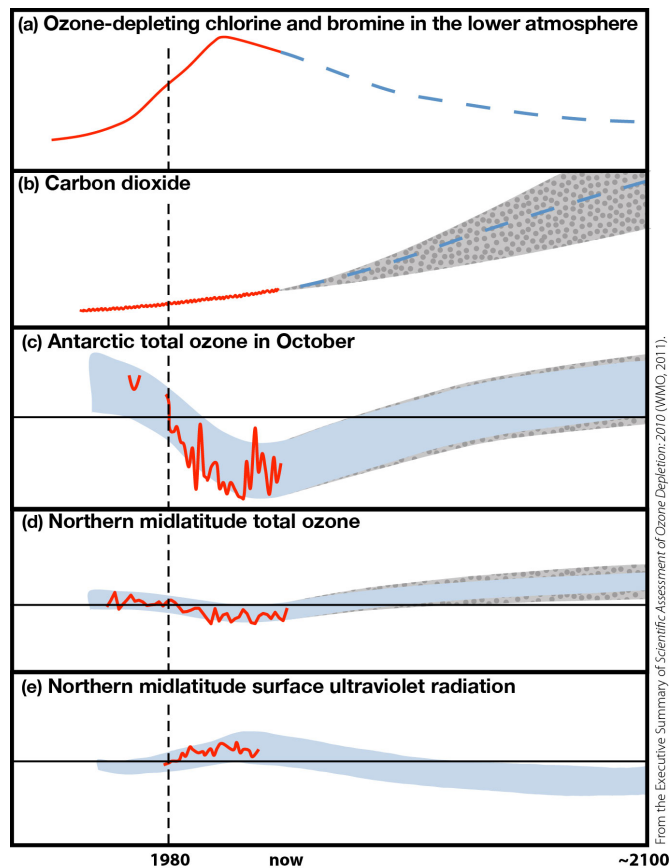 (a) Ozone-depleting chlorine and bromine in the lower atmosphere
(b) Carbon dioxide
(c) Antarctic total ozone in October
(d) Northern midlatitude total ozone
(e) Northern midlatitude surface ultraviolet radiation
1980 now ~2100
From the Executive Summary of Scientific Assessment of Ozone Depletion: 2010 (WMO, 2011).